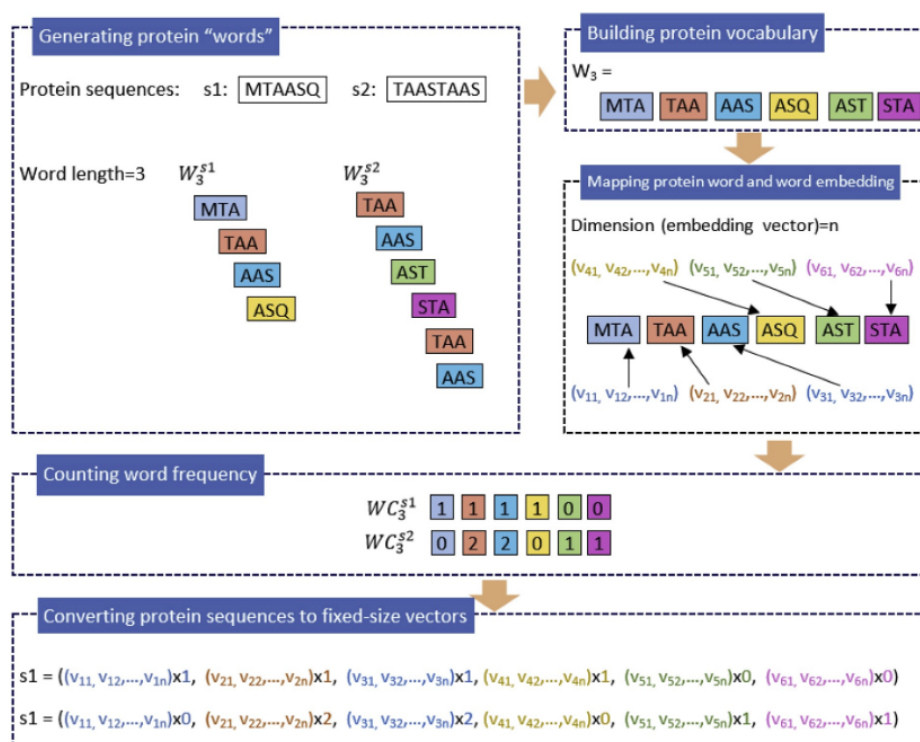 Generating protein “words”
Protein sequences: s1: MTAASQ s2: TAASTAAS
Word length=3 W₃ˢ¹ W₃ˢ²
MTA TAA
TAA AAS
AAS AST
ASQ STA
TAA
AAS
Building protein vocabulary
W₃ =
MTA TAA AAS ASQ AST STA
Mapping protein word and word embedding
Dimension (embedding vector)=n
(v₄₁, v₄₂,...,v₄ₙ) (v₅₁, v₅₂,...,v₅ₙ) (v₆₁, v₆₂,...,v₆ₙ)
MTA TAA AAS ASQ AST STA
(v₁₁, v₁₂,...,v₁ₙ) (v₂₁, v₂₂,...,v₂ₙ) (v₃₁, v₃₂,...,v₃ₙ)
Counting word frequency
WC₃ˢ¹ 1 1 1 1 0 0
WC₃ˢ² 0 2 2 0 1 1
Converting protein sequences to fixed-size vectors
s1 = ((v₁₁, v₁₂,...,v₁ₙ)x1, (v₂₁, v₂₂,...,v₂ₙ)x1, (v₃₁, v₃₂,...,v₃ₙ)x1, (v₄₁, v₄₂,...,v₄ₙ)x1, (v₅₁, v₅₂,...,v₅ₙ)x0, (v₆₁, v₆₂,...,v₆ₙ)x0)
s1 = ((v₁₁, v₁₂,...,v₁ₙ)x0, (v₂₁, v₂₂,...,v₂ₙ)x2, (v₃₁, v₃₂,...,v₃ₙ)x2, (v₄₁, v₄₂,...,v₄ₙ)x0, (v₅₁, v₅₂,...,v₅ₙ)x1, (v₆₁, v₆₂,...,v₆ₙ)x1)